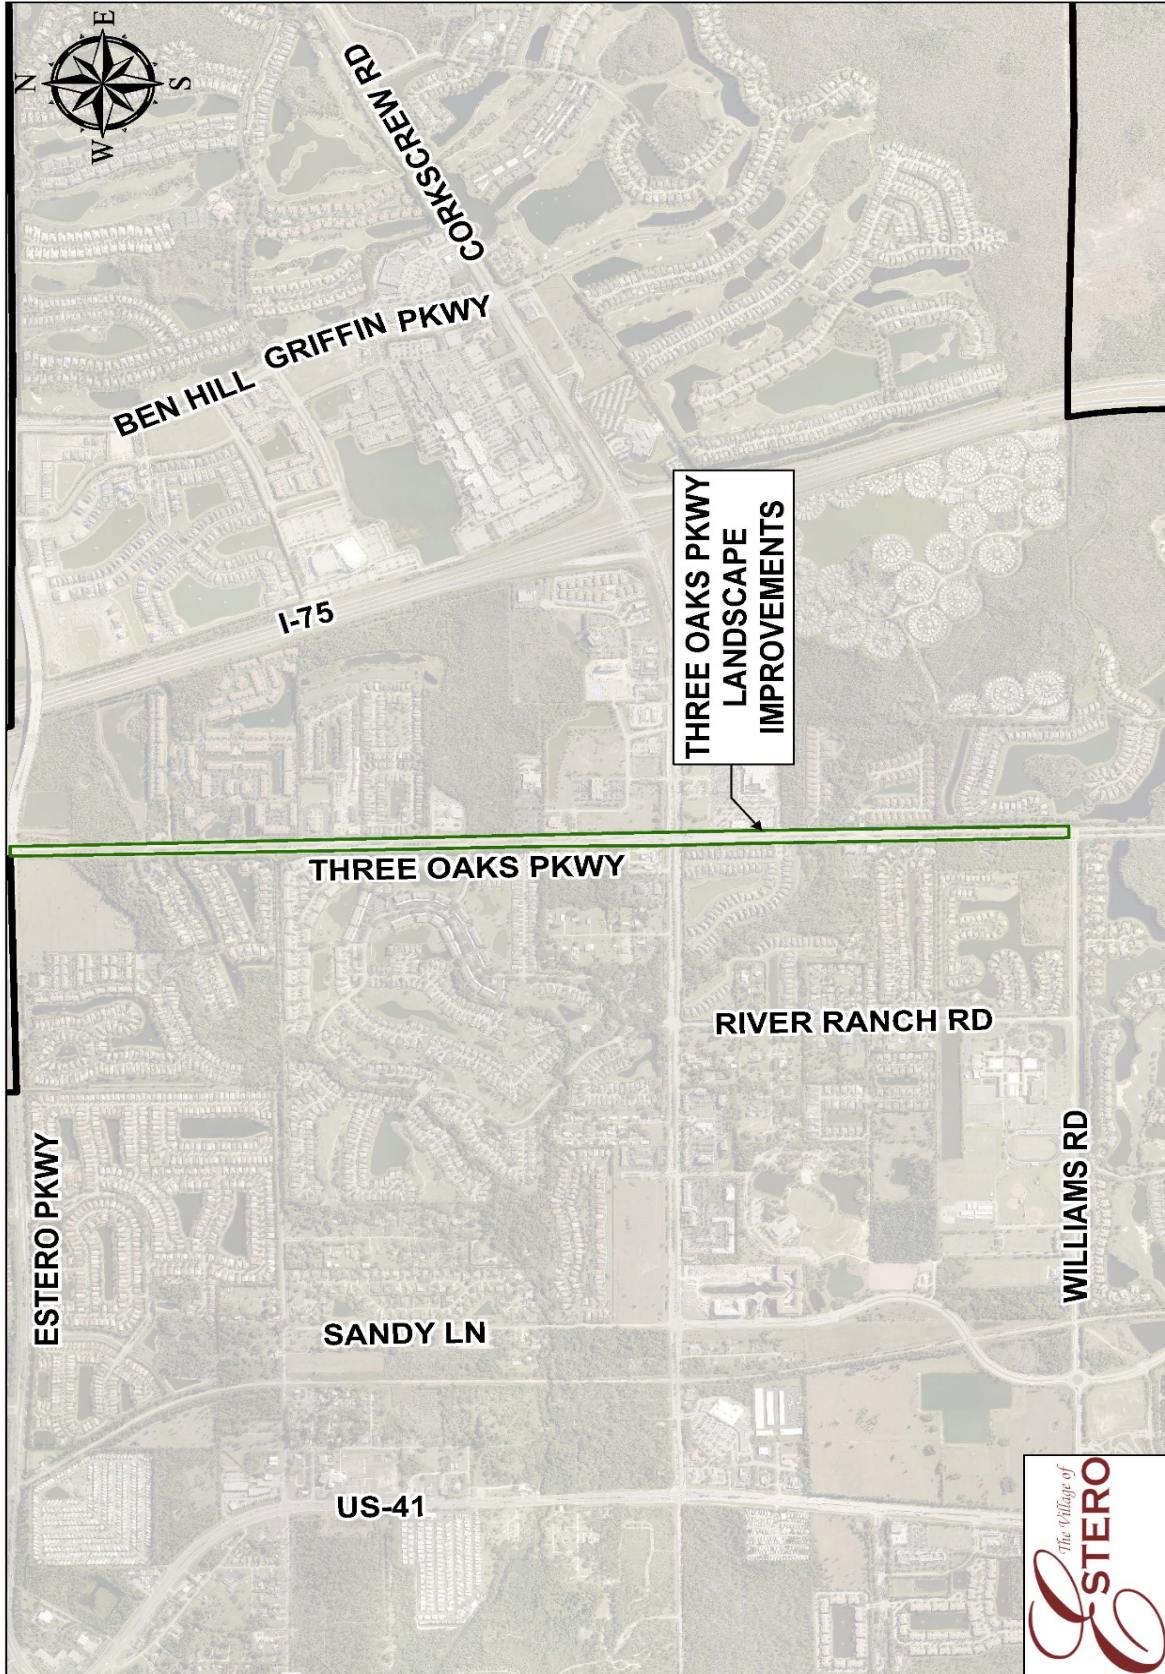 N
E
W
S
CORKSCREW RD
BEN HILL GRIFFIN PKWY
I-75
THREE OAKS PKWY
LANDSCAPE
IMPROVEMENTS
THREE OAKS PKWY
RIVER RANCH RD
ESTERO PKWY
WILLIAMS RD
SANDY LN
US-41
The Village of
ESTERO